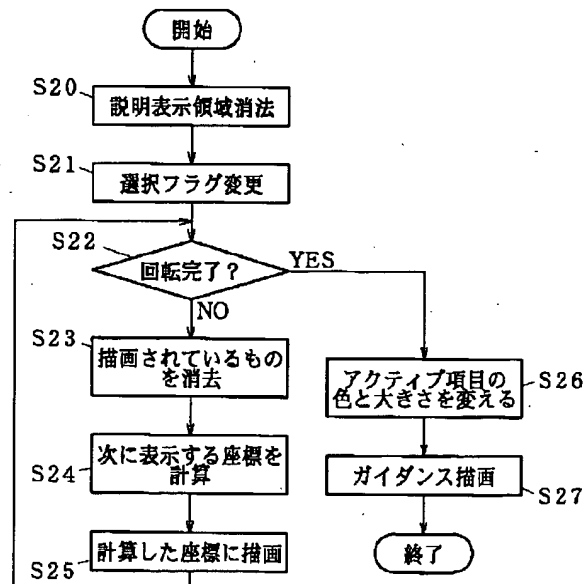 開始
S20
説明表示領域消法
S21
選択フラグ変更
S22
回転完了?
YES
NO
S23
描画されているもの
を消去
S24
次に表示する座標を
計算
S25
計算した座標に描画
アクティブ項目の
色と大きさを変える
S26
ガイダンス描画
S27
終了